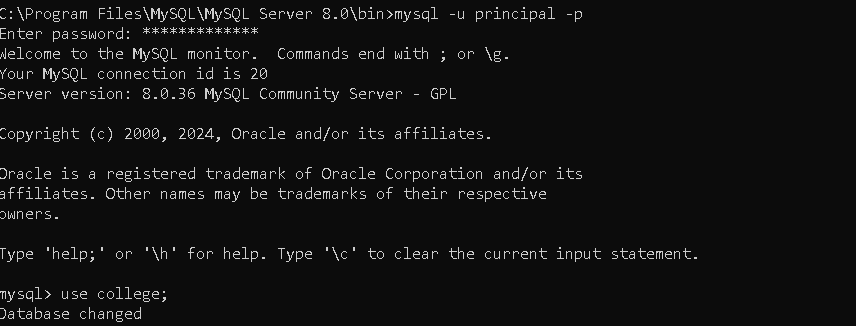 C:\Program Files\MySQL\MySQL Server 8.0\bin>mysql -u principal -p
Enter password: *************
Welcome to the MySQL monitor.  Commands end with ; or \g.
Your MySQL connection id is 20
Server version: 8.0.36 MySQL Community Server - GPL
Copyright (c) 2000, 2024, Oracle and/or its affiliates.
Oracle is a registered trademark of Oracle Corporation and/or its
affiliates. Other names may be trademarks of their respective
owners.
Type 'help;' or '\h' for help. Type '\c' to clear the current input statement.
mysql> use college;
Database changed